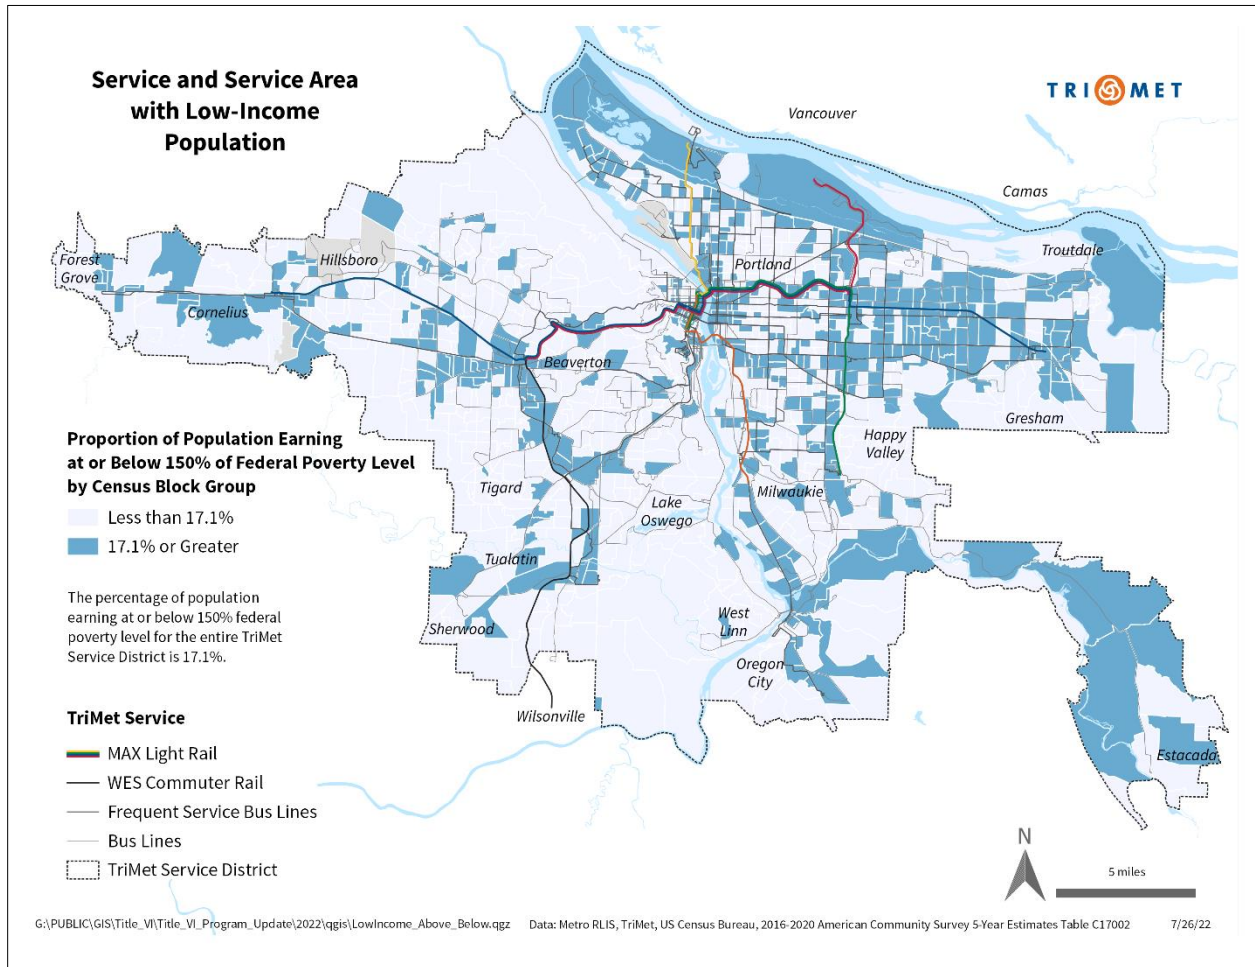 Service and Service Area
with Low-Income
Population
TRI MET
Vancouver
Camas
Troutdale
Portland
Forest
Grove
Hillsboro
Cornelius
Beaverton
Gresham
Happy
Valley
Tigard
Lake
Oswego
Milwaukie
Tualatin
Sherwood
West
Linn
Oregon
City
Wilsonville
Estacada
Proportion of Population Earning
at or Below 150% of Federal Poverty Level
by Census Block Group
Less than 17.1%
17.1% or Greater
The percentage of population
earning at or below 150% federal
poverty level for the entire TriMet
Service District is 17.1%.
TriMet Service
MAX Light Rail
WES Commuter Rail
Frequent Service Bus Lines
Bus Lines
TriMet Service District
N
5 miles
G:\PUBLIC\GIS\Title_VI\Title_VI_Program_Update\2022\qgis\LowIncome_Above_Below.qgz
Data: Metro RLIS, TriMet, US Census Bureau, 2016-2020 American Community Survey 5-Year Estimates Table C17002
7/26/22